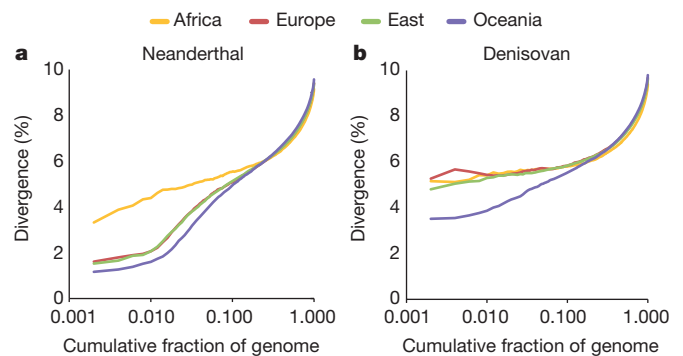 Africa Europe East Oceania
a Neanderthal
b Denisovan
Divergence (%)
10
8
6
4
2
0
0.001 0.010 0.100 1.000
Cumulative fraction of genome
Divergence (%)
10
8
6
4
2
0
0.001 0.010 0.100 1.000
Cumulative fraction of genome